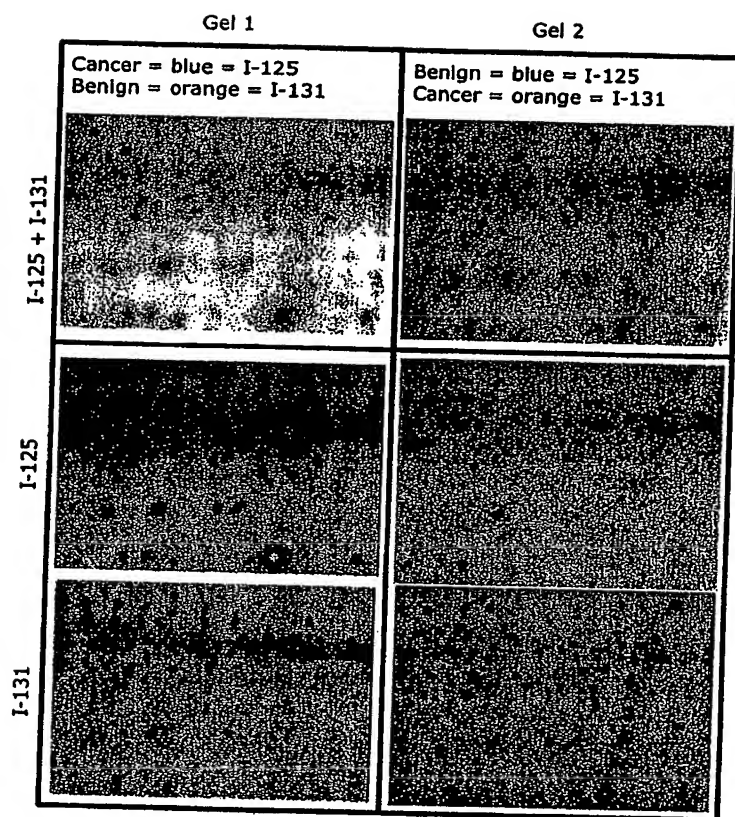 Gel 1
Gel 2
Cancer = blue = I-125
Benign = orange = I-131
Benign = blue = I-125
Cancer = orange = I-131
I-125 + I-131
I-125
I-131